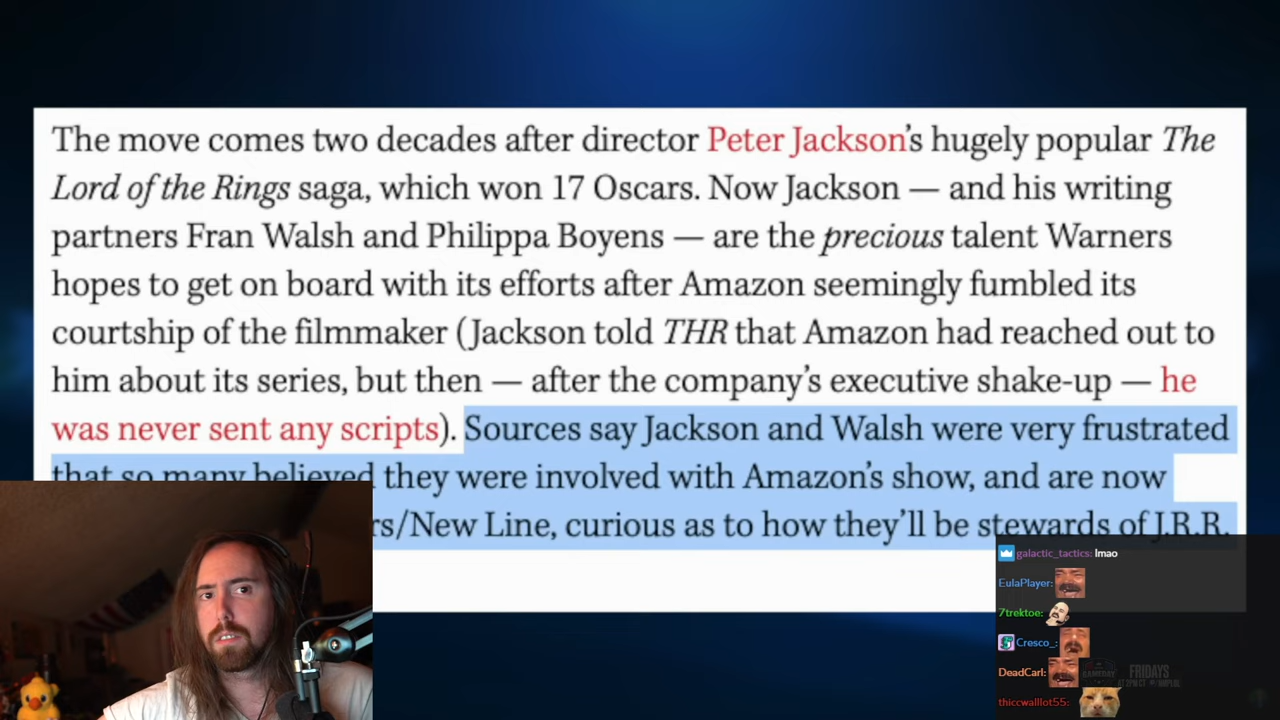 The move comes two decades after director Peter Jackson's hugely popular The
Lord of the Rings saga, which won 17 Oscars. Now Jackson — and his writing
partners Fran Walsh and Philippa Boyens — are the precious talent Warners
hopes to get on board with its efforts after Amazon seemingly fumbled its
courtship of the filmmaker (Jackson told THR that Amazon had reached out to
him about its series, but then — after the company's executive shake-up — he
was never sent any scripts). Sources say Jackson and Walsh were very frustrated
that so many believed they were involved with Amazon's show, and are now
rs/New Line, curious as to how they'll be stewards of J.R.R.
galactic_tactics: lmao
EulaPlayer:
7trektoe:
Cresco_:
DeadCarl:
FRIDAYS
thiccwalllot55: